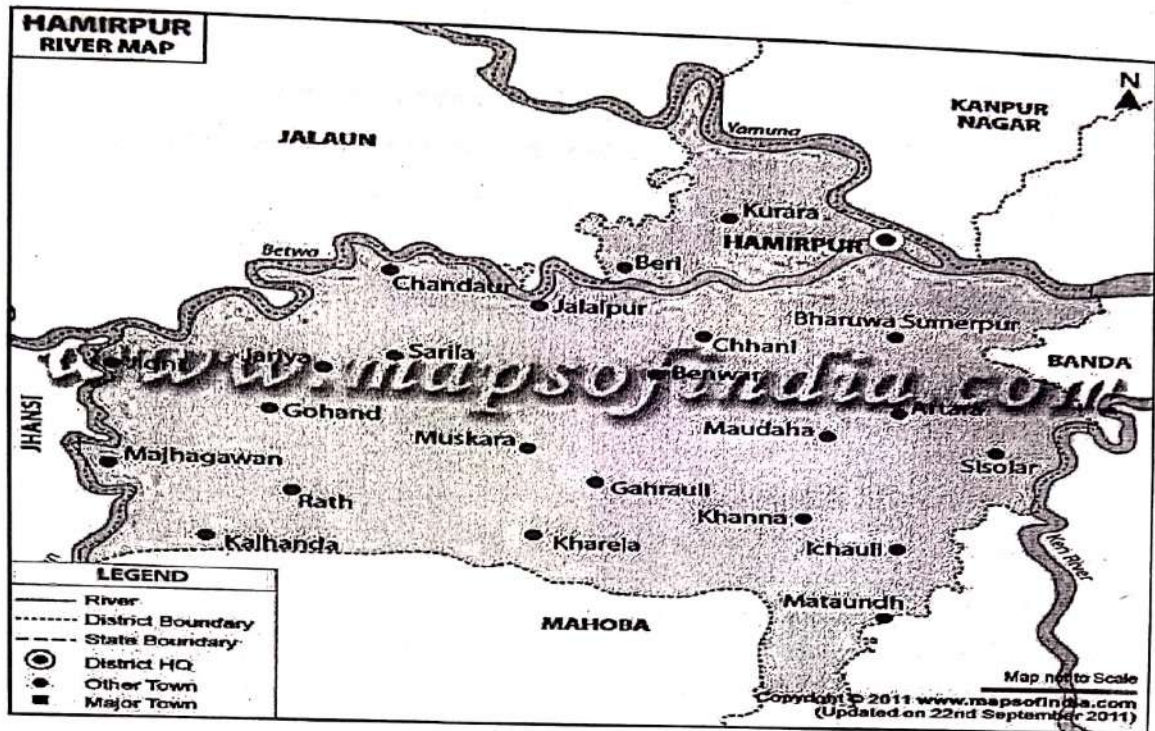 HAMIRPUR
RIVER MAP
N
KANPUR
NAGAR
JALAUN
Yamuna
Kurara
HAMIRPUR
Betwa
Beri
Chandaur
Jalalpur
Bharuwa Sumerpur
Chhani
BANDA
Jariya
Sarila
Benwar
www.mapsofindia.com
Gohand
Artara
JHANSI
Muskara
Maudaha
Majhagawan
Sisolar
Rath
Gahrauli
Khanna
Kalhanda
Kharela
Ichauli
Ken River
LEGEND
River
District Boundary
State Boundary
District HQ
Other Town
Major Town
MAHOBA
Mataundh
Map not to Scale
Copyright © 2011 www.mapsofindia.com
(Updated on 22nd September 2011)